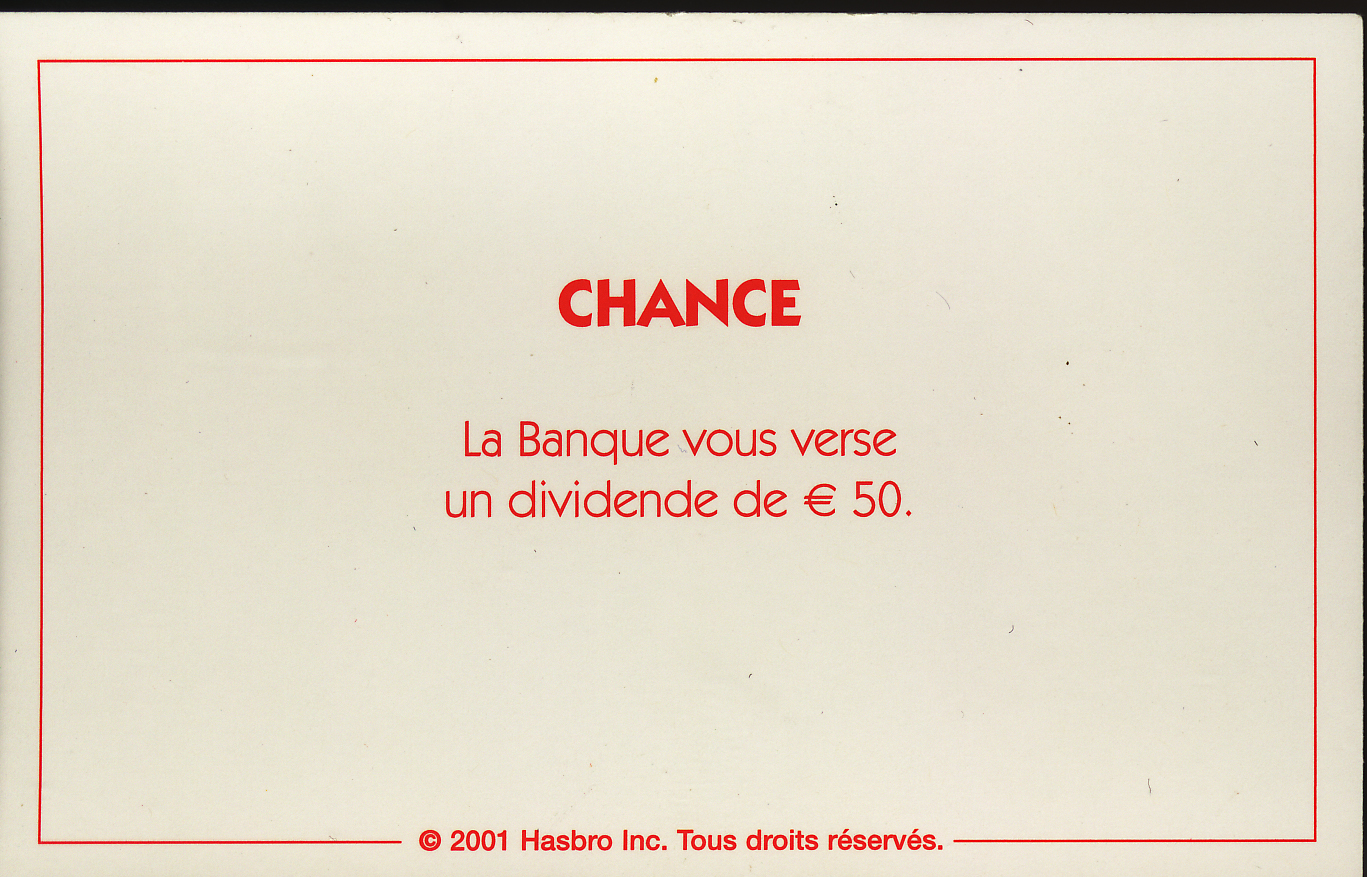 CHANCE
La Banque vous verse
un dividende de € 50.
© 2001 Hasbro Inc. Tous droits réservés.